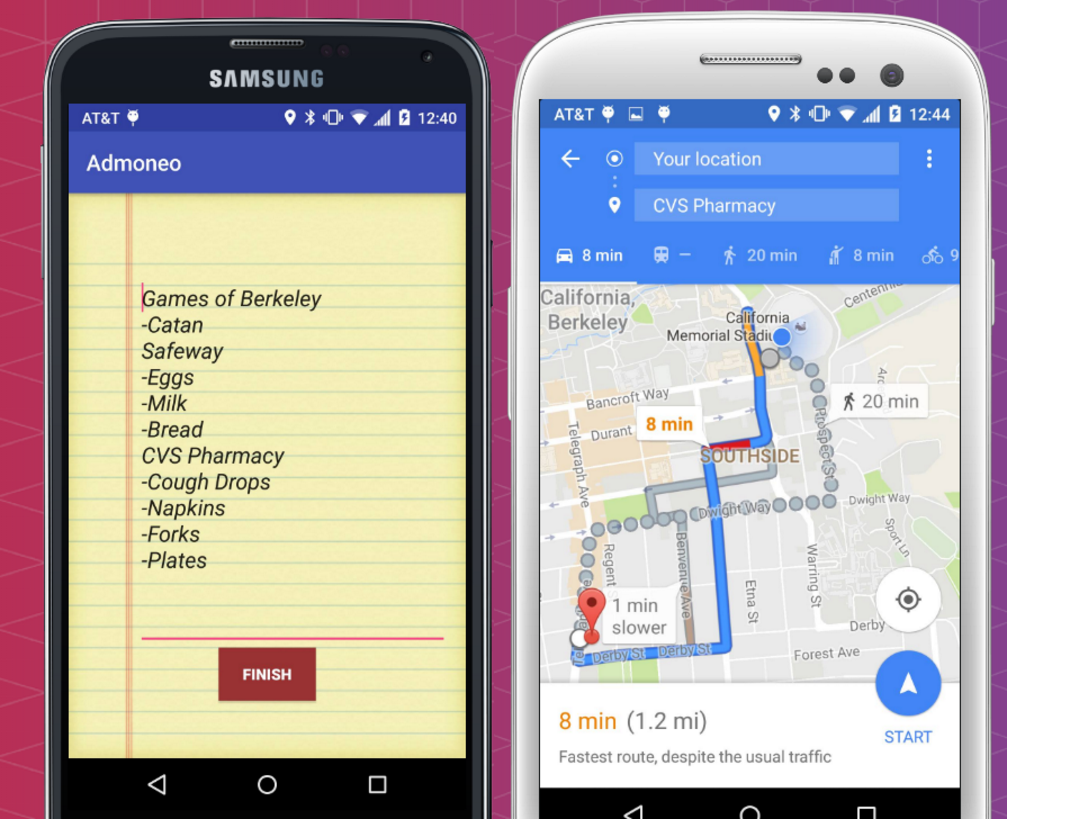 SAMSUNG
AT&T 12:40
Admoneo
Games of Berkeley
-Catan
Safeway
-Eggs
-Milk
-Bread
CVS Pharmacy
-Cough Drops
-Napkins
-Forks
-Plates
FINISH
AT&T 12:44
Your location
CVS Pharmacy
8 min — 20 min 8 min 9
California,
Berkeley
Centennial
California
Memorial Stadiu
Bancroft Way
Durant
8 min
20 min
Telegraph Ave
Prospect St
SOUTHSIDE
Dwight Way
Dwight Way
Sport Ln
Regent
Benvenue Ave
Etna St
Warring St
1 min
slower
Derby
Derby St
Derby St
Forest Ave
8 min (1.2 mi)
START
Fastest route, despite the usual traffic